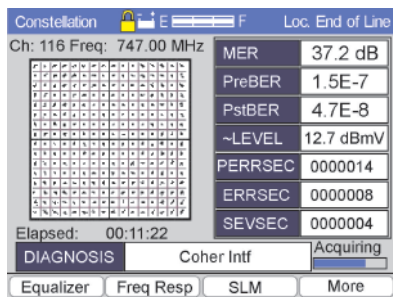 Constellation E F Loc. End of Line
Ch: 116 Freq: 747.00 MHz
MER 37.2 dB
PreBER 1.5E-7
PstBER 4.7E-8
~LEVEL 12.7 dBmV
PERRSEC 0000014
ERRSEC 0000008
SEVSEC 0000004
Elapsed: 00:11:22
DIAGNOSIS Coher Intf Acquiring
Equalizer Freq Resp SLM More